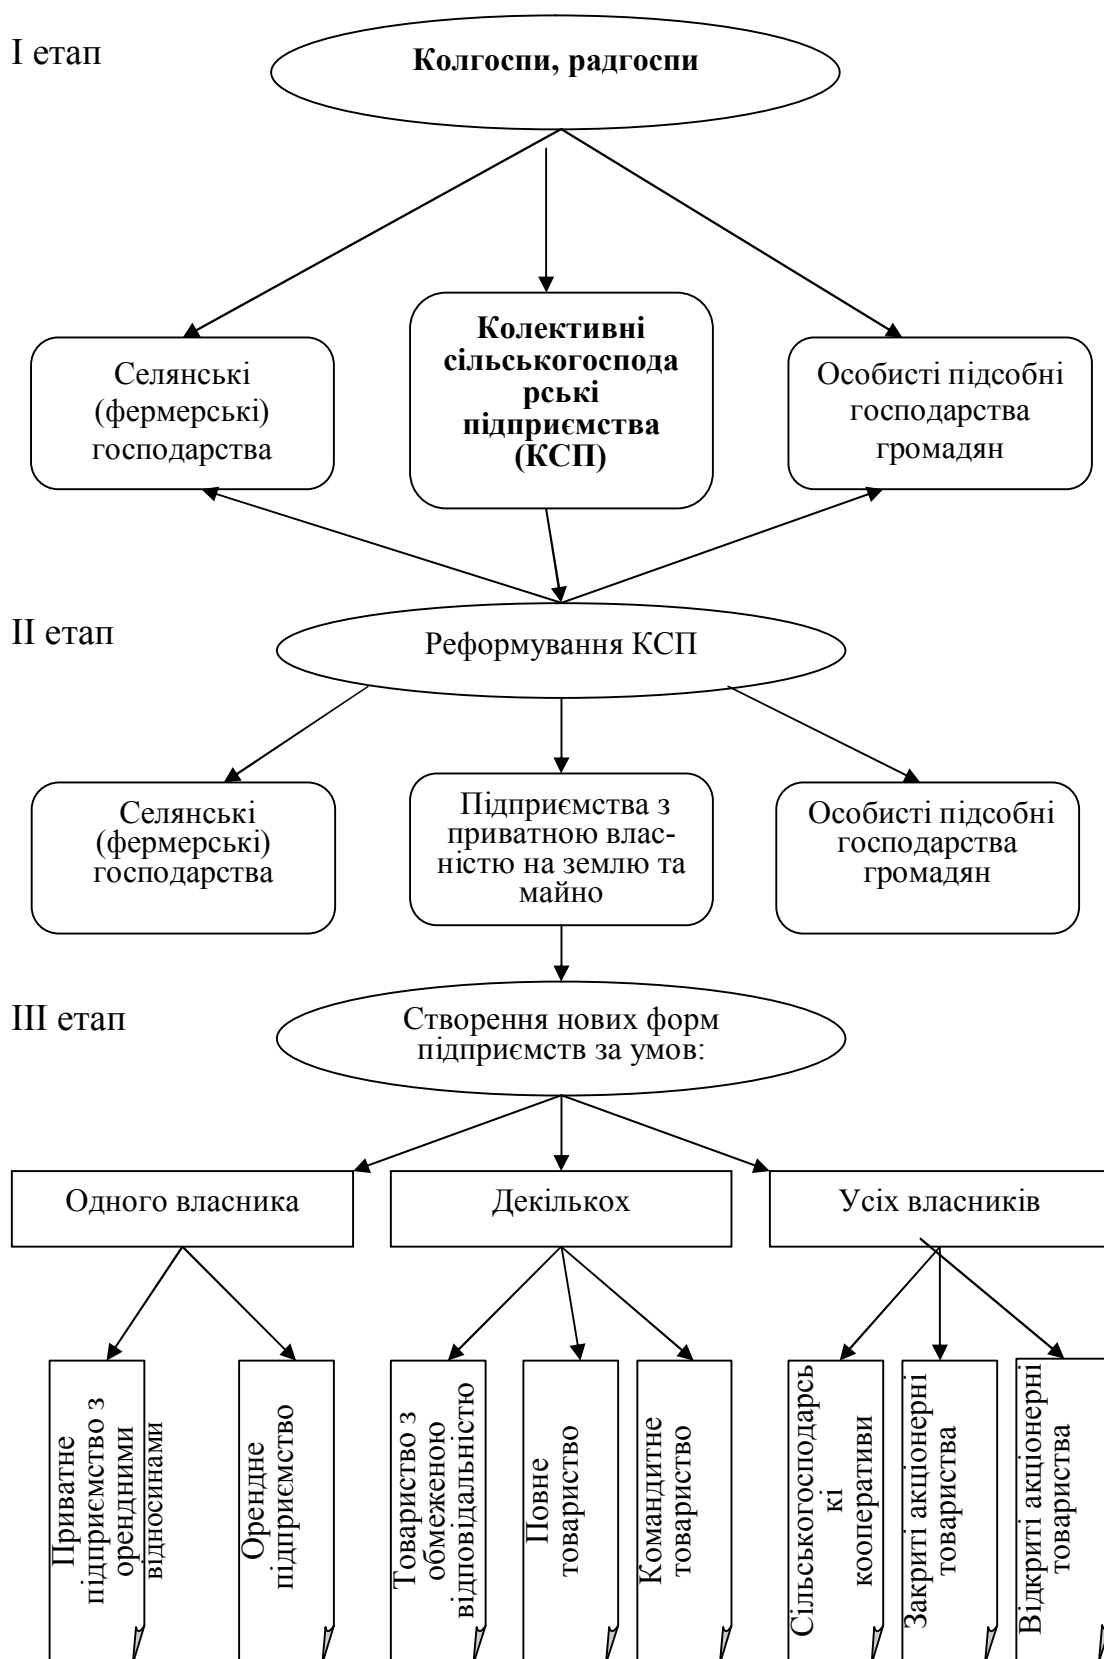 І етап
Колгоспи, радгоспи
Селянські
(фермерські)
господарства
Колективні
сільськогоспода
рські
підприємства
(КСП)
Особисті підсобні
господарства
громадян
ІІ етап
Реформування КСП
Селянські
(фермерські)
господарства
Підприємства з
приватною влас-
ністю на землю та
майно
Особисті підсобні
господарства
громадян
ІІІ етап
Створення нових форм
підприємств за умов:
Одного власника
Декількох
Усіх власників
Приватне
підприємство з
орендними
відносинами
Орендне
підприємство
Товариство з
обмеженою
відповідальністю
Повне
товариство
Командитне
товариство
Сільськогосподарсь
кі
кооперативи
Закриті акціонерні
товариства
Відкриті акціонерні
товариства